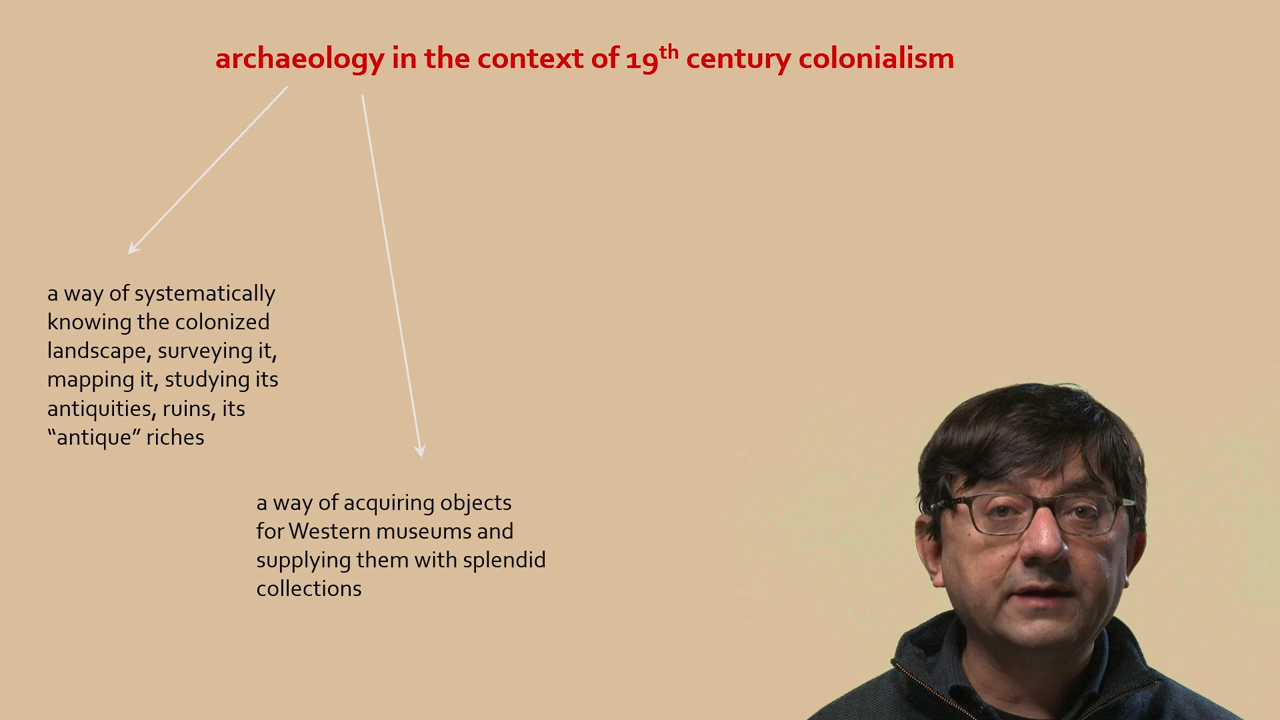 archaeology in the context of 19th century colonialism
a way of systematically
knowing the colonized
landscape, surveying it,
mapping it, studying its
antiquities, ruins, its
“antique” riches
a way of acquiring objects
for Western museums and
supplying them with splendid
collections